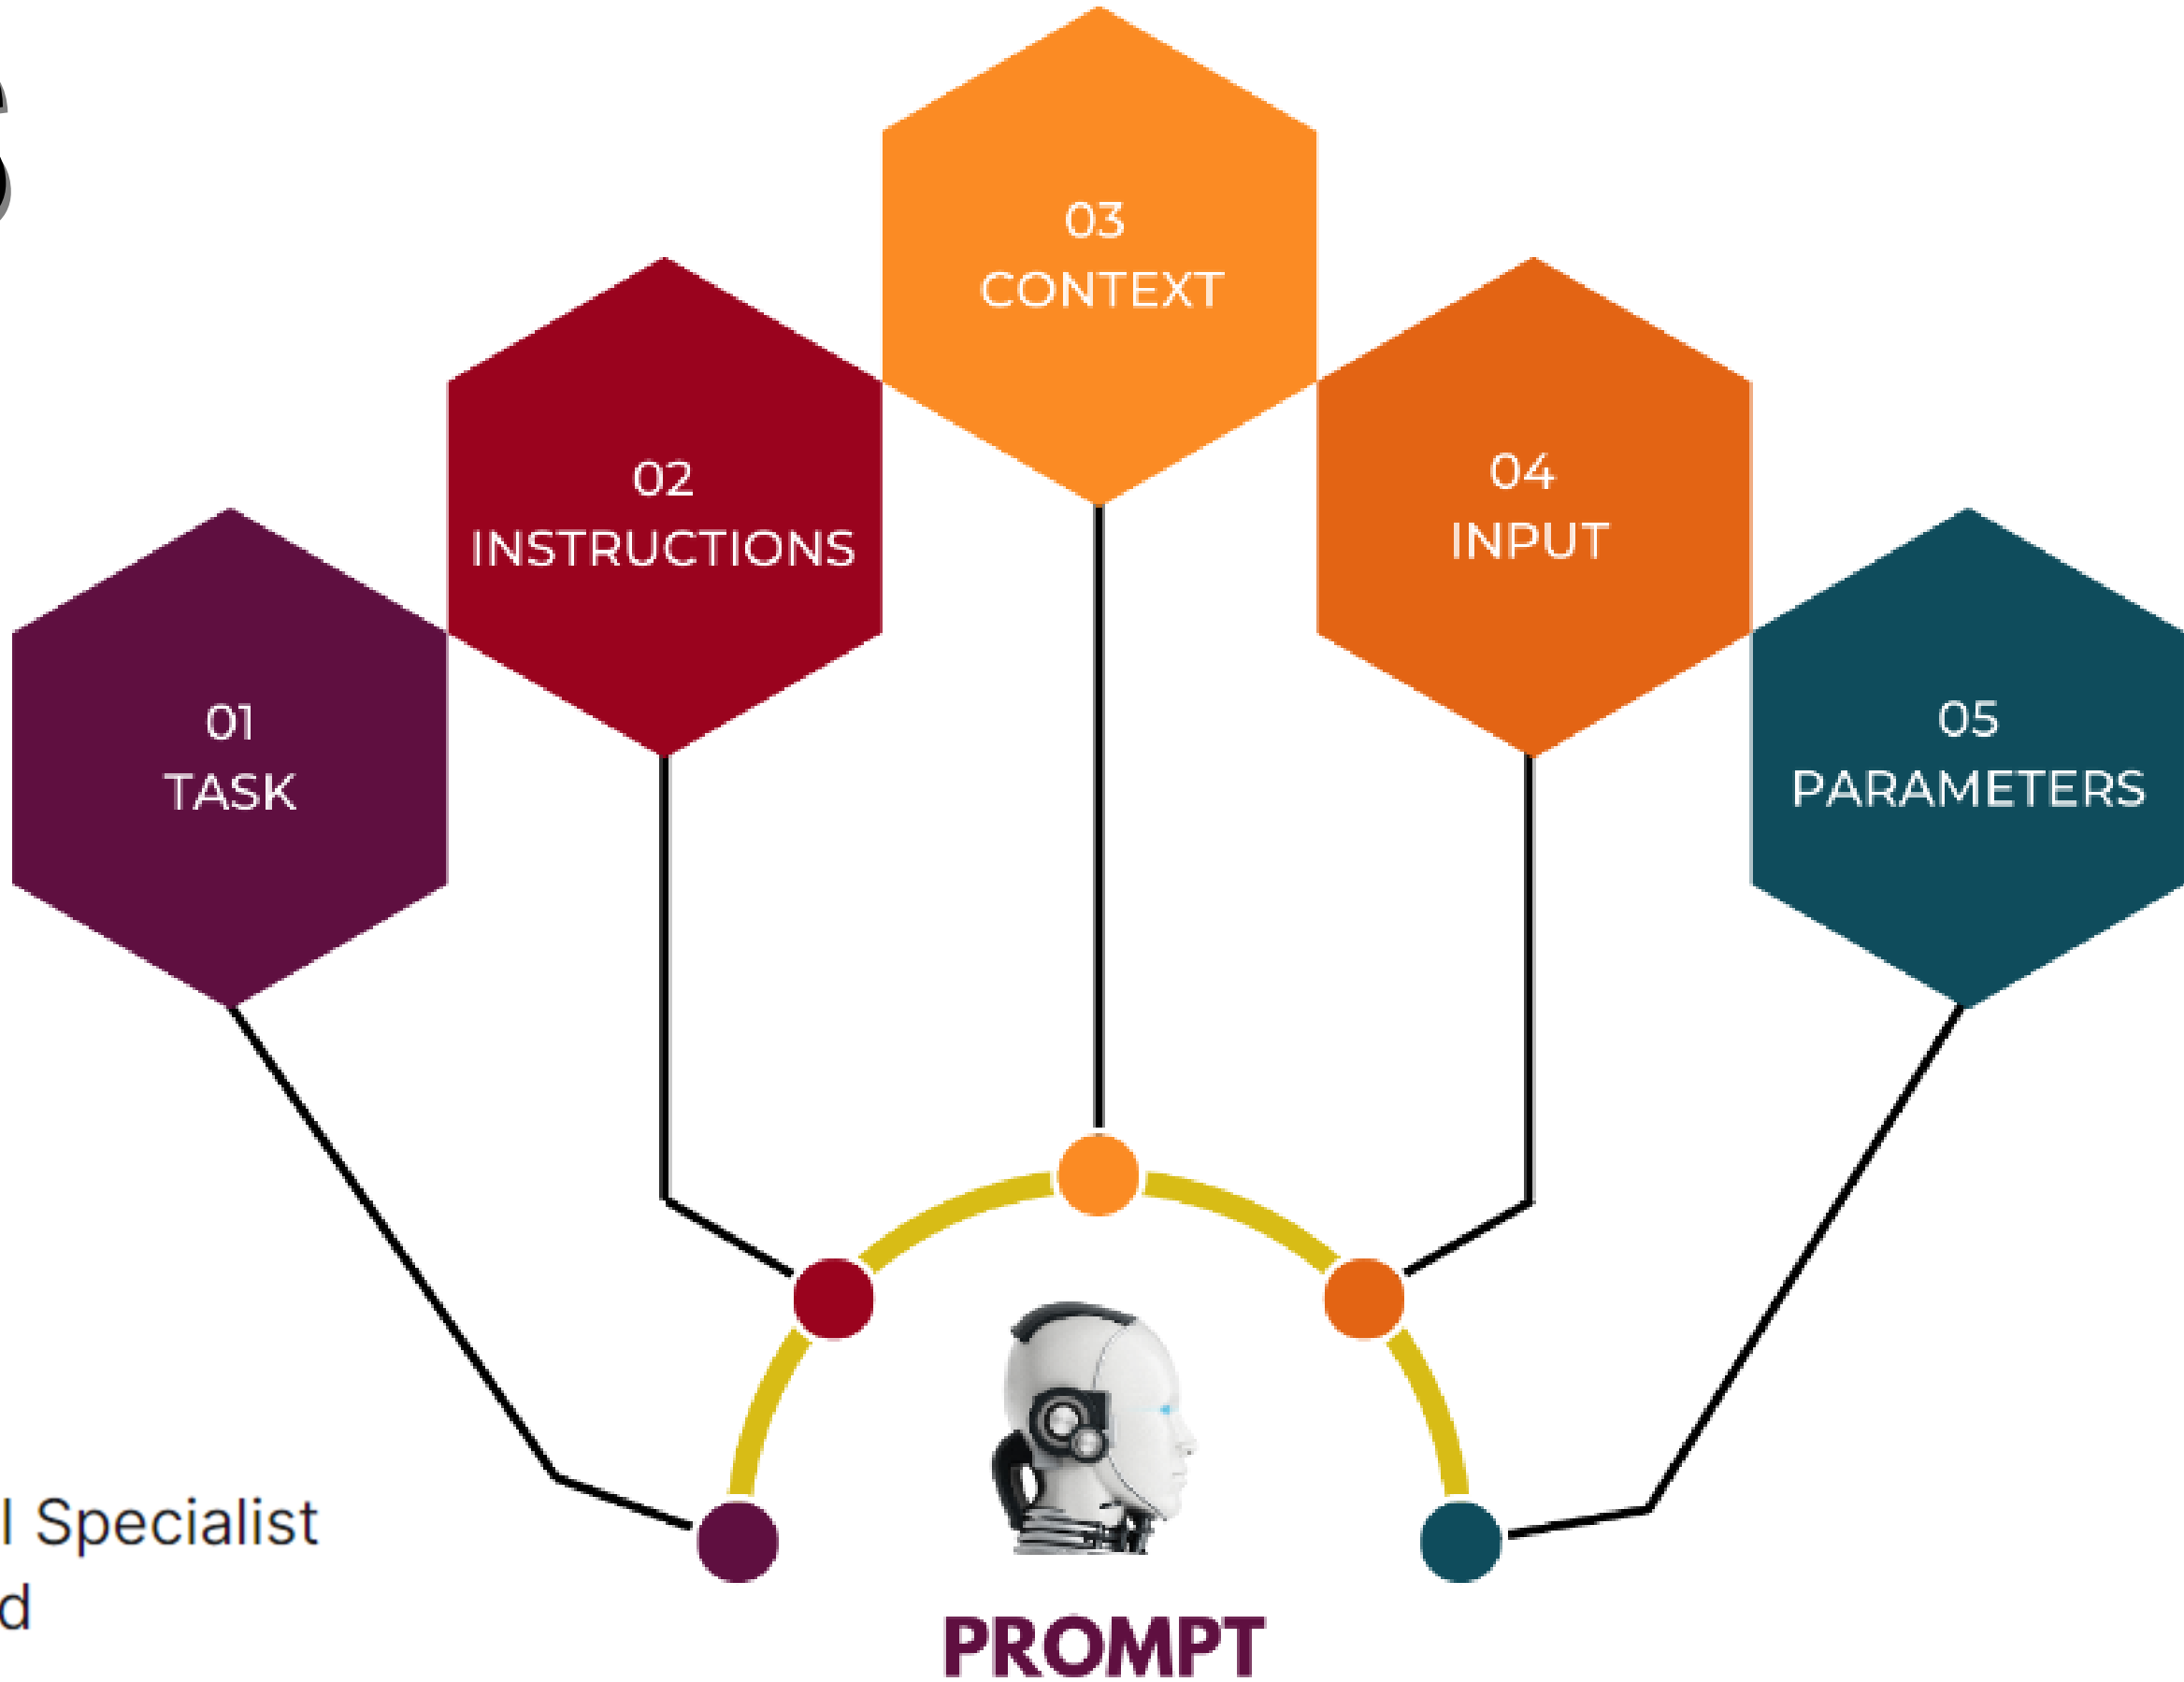 03
CONTEXT
02
INSTRUCTIONS
04
INPUT
01
TASK
05
PARAMETERS
l Specialist
d
PROMPT